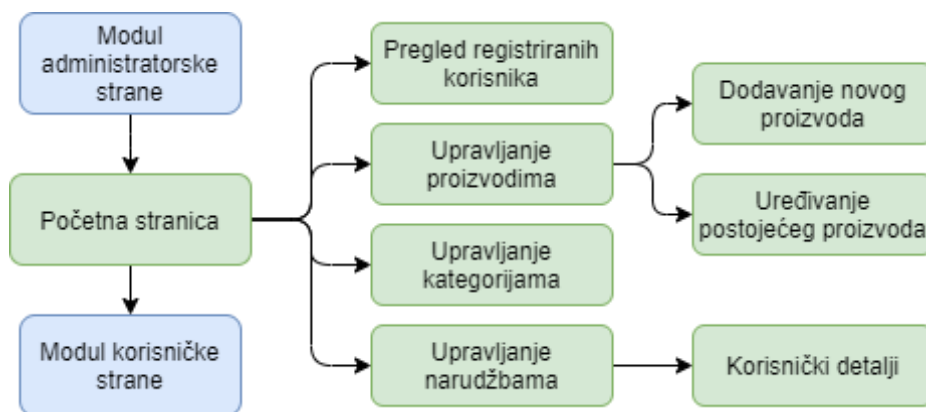 Modul
administratorske
strane
Početna stranica
Modul korisničke
strane
Pregled registriranih
korisnika
Upravljanje
proizvodima
Upravljanje
kategorijama
Upravljanje
narudžbama
Dodavanje novog
proizvoda
Uređivanje
postojećeg proizvoda
Korisnički detalji